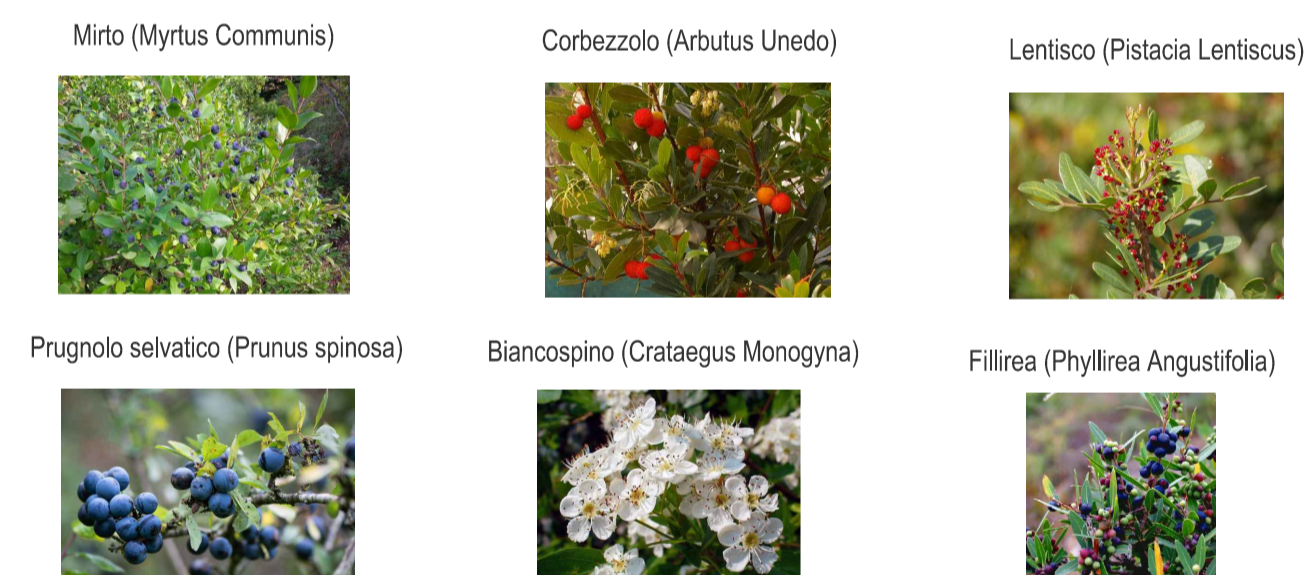 Mirto (Myrtus Communis)
Corbezzolo (Arbutus Unedo)
Lentisco (Pistacia Lentiscus)
Prugnolo selvatico (Prunus spinosa)
Biancospino (Crataegus Monogyna)
Fillirea (Phyllirea Angustifolia)